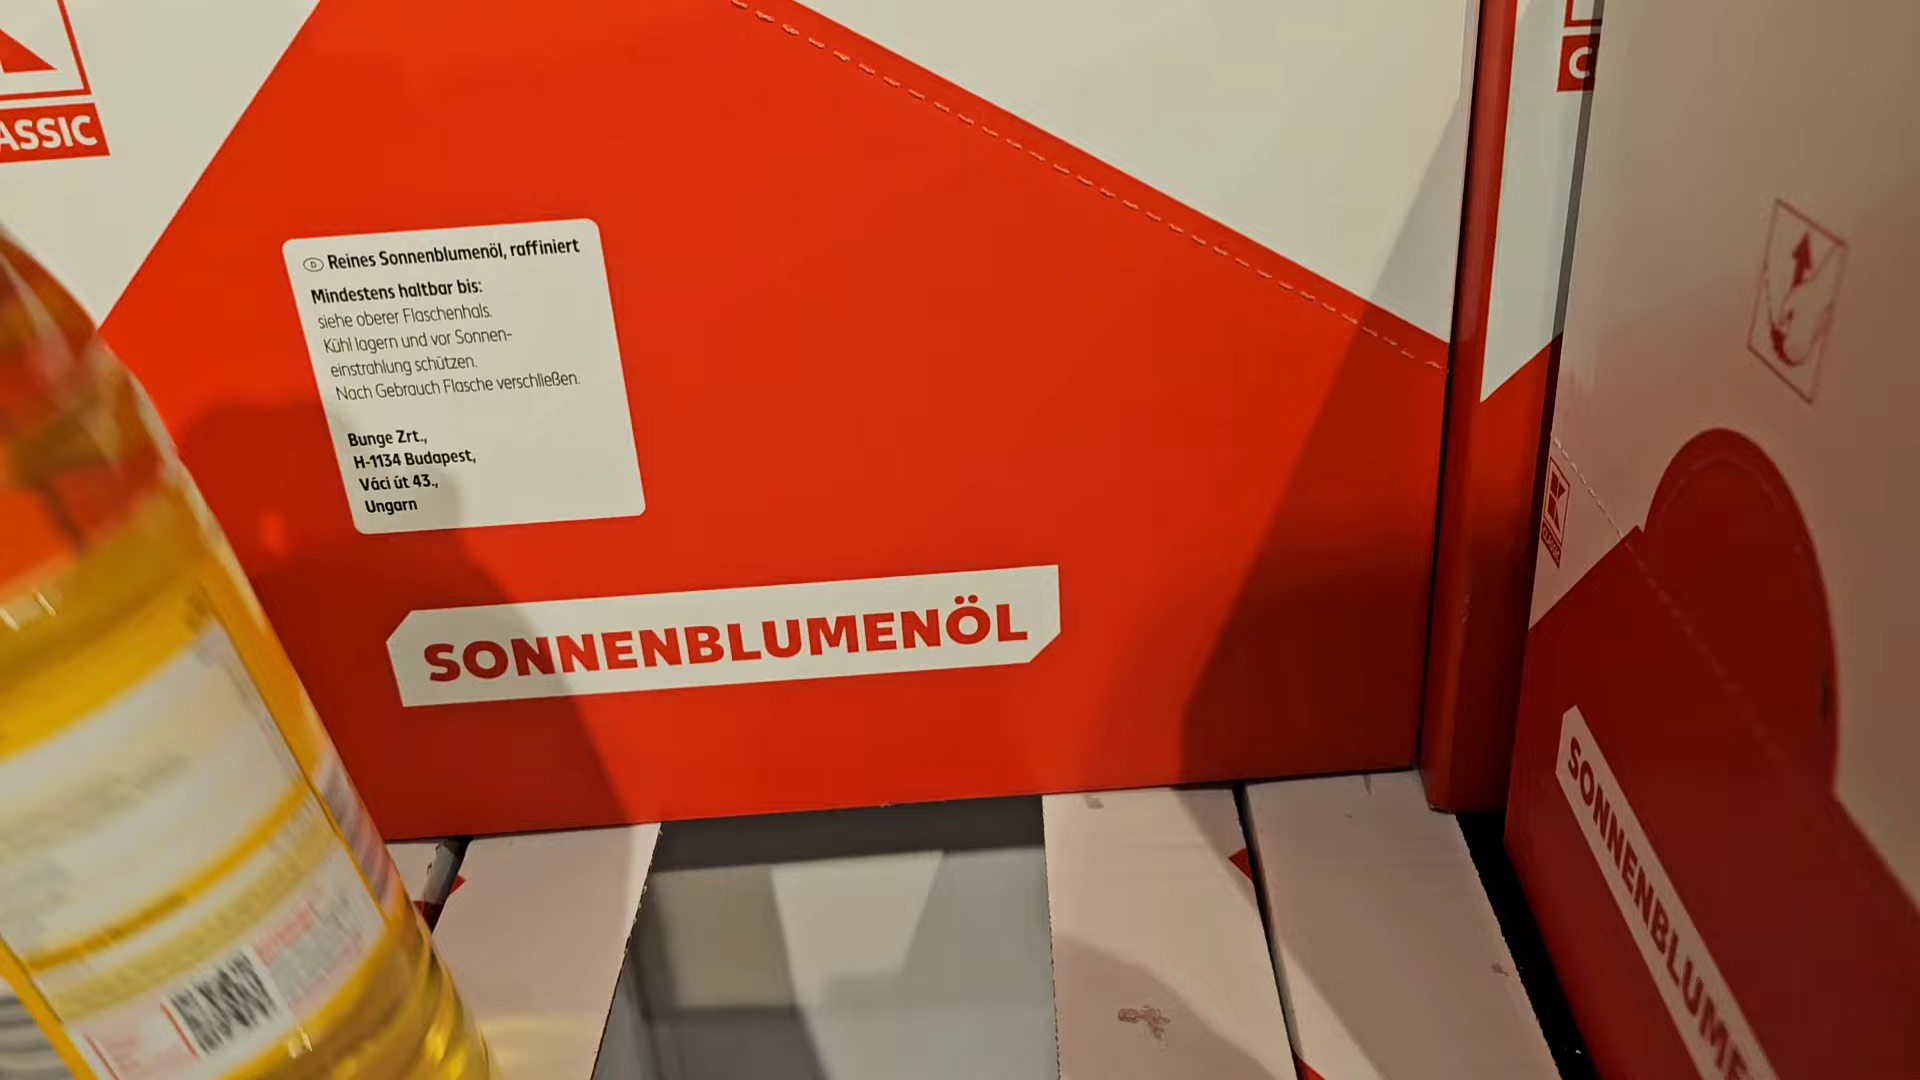 ASSIC
C
D Reines Sonnenblumenöl, raffiniert
Mindestens haltbar bis:
siehe oberer Flaschenhals.
Kühl lagern und vor Sonnen-
einstrahlung schützen.
Nach Gebrauch Flasche verschließen.
Bunge Zrt.,
H-1134 Budapest,
Váci út 43.,
Ungarn
SONNENBLUMENÖL
K
CLASSIC
SONNENBLUME